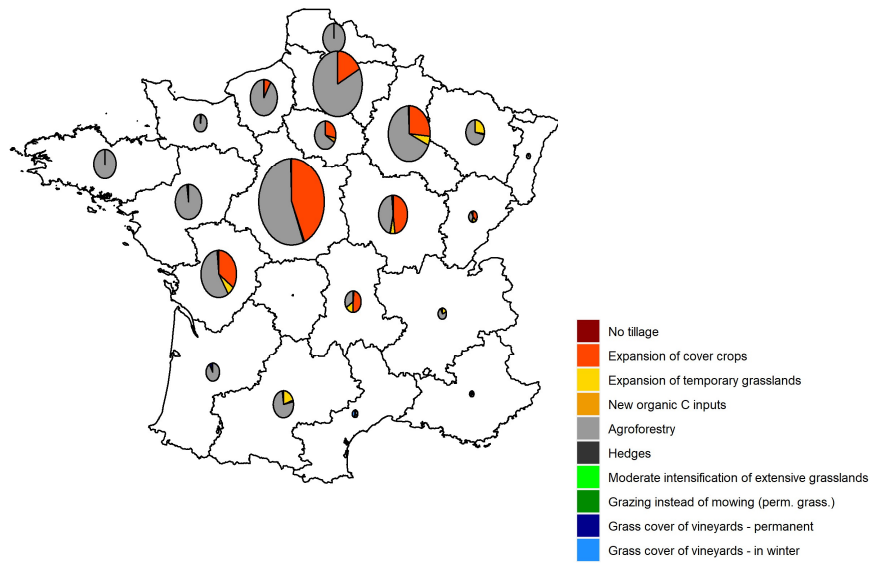 No tillage
Expansion of cover crops
Expansion of temporary grasslands
New organic C inputs
Agroforestry
Hedges
Moderate intensification of extensive grasslands
Grazing instead of mowing (perm. grass.)
Grass cover of vineyards - permanent
Grass cover of vineyards - in winter